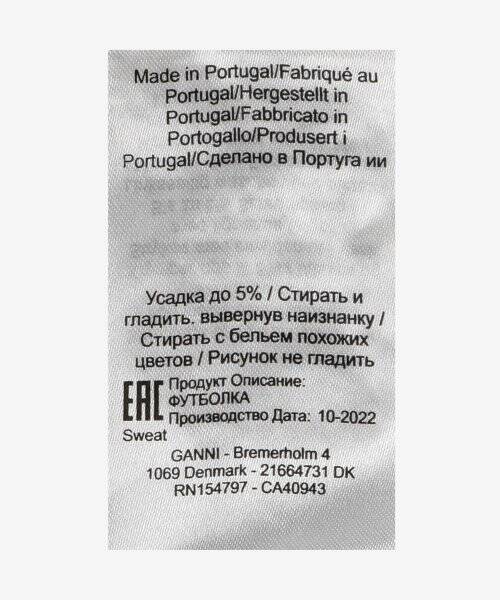 Made in Portugal/Fabriqué au
Portugal/Hergestellt in
Portugal/Fabbricato in
Portogallo/Produsert i
Portugal/Сделано в Португа ии
Усадка до 5% / Стирать и
гладить. вывернув наизнанку /
Стирать с бельем похожих
цветов / Рисунок не гладить
EAC
Продукт Описание:
ФУТБОЛКА
Производство Дата: 10-2022
Sweat
GANNI - Bremerholm 4
1069 Denmark - 21664731 DK
RN154797 - CA40943